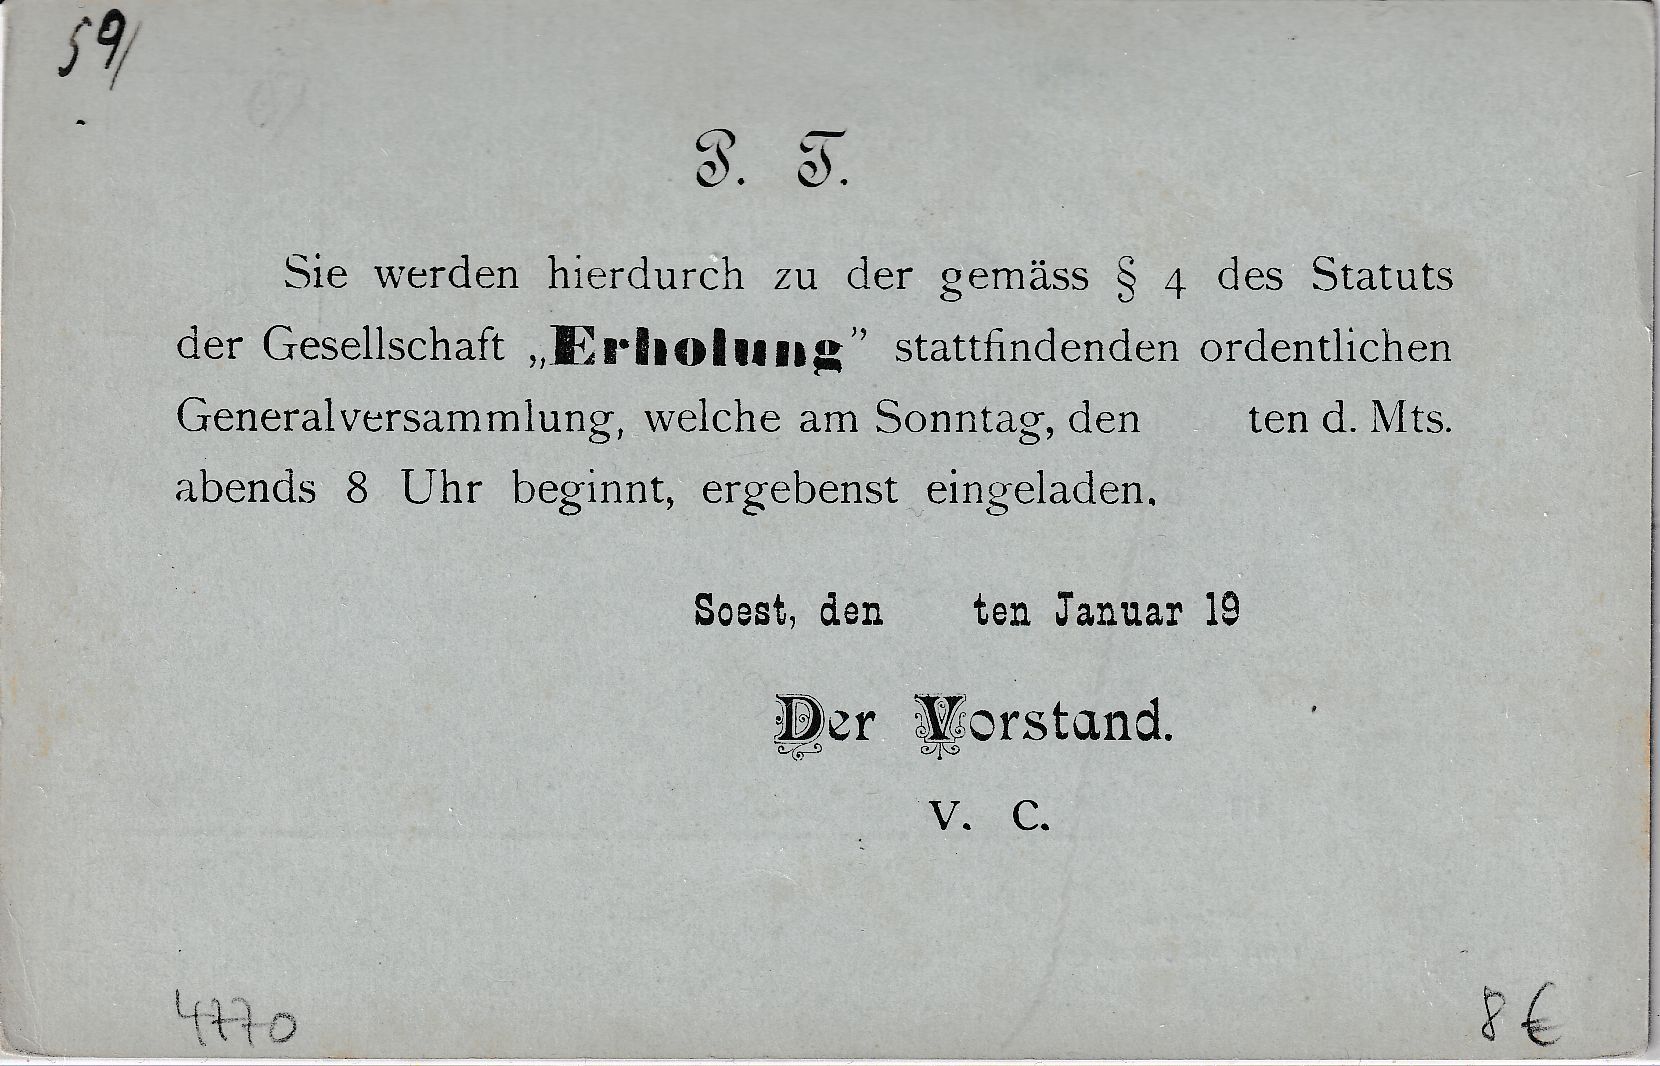 59/
P. T.
Sie werden hierdurch zu der gemäss § 4 des Statuts
der Gesellschaft „Erholung” stattfindenden ordentlichen
Generalversammlung, welche am Sonntag, den ten d. Mts.
abends 8 Uhr beginnt, ergebenst eingeladen.
Soest, den ten Januar 19
Der Vorstand.
V. C.
4770
8 €